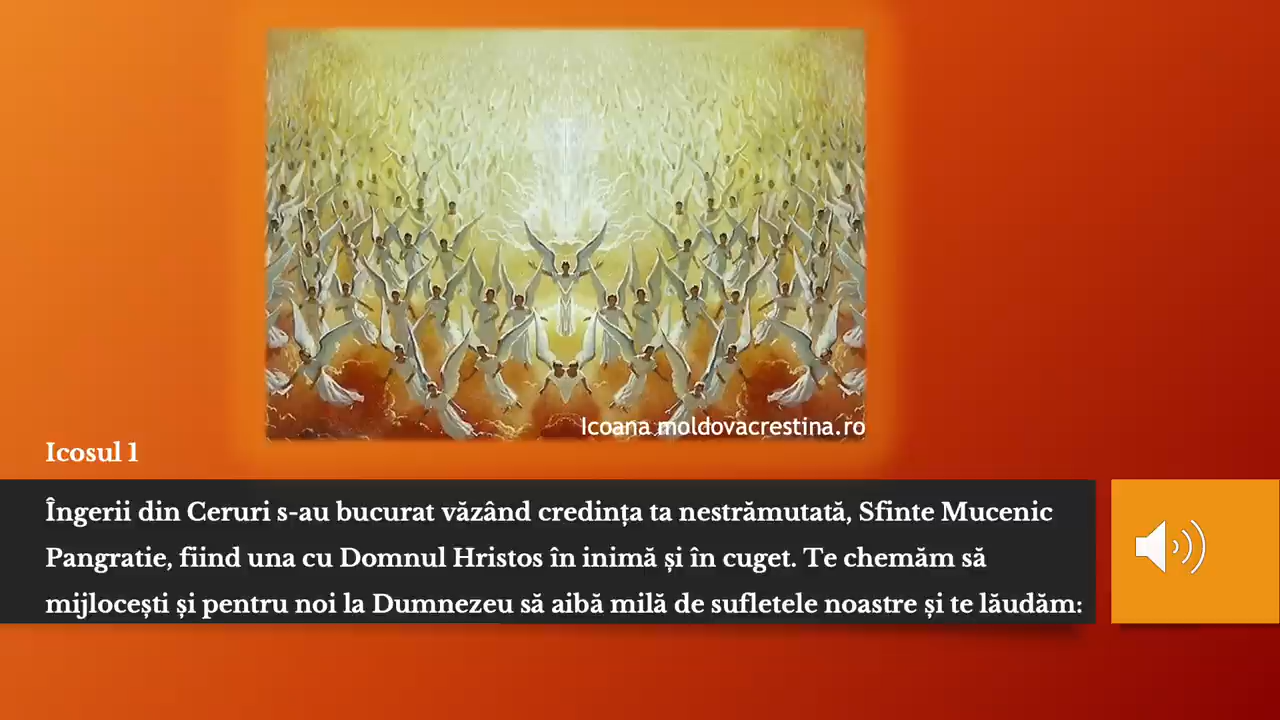 Icoana moldovacrestina.ro
Icosul 1
Îngerii din Ceruri s-au bucurat văzând credința ta nestrămutată, Sfinte Mucenic
Pangratie, fiind una cu Domnul Hristos în inimă și în cuget. Te chemăm să
mijlocești și pentru noi la Dumnezeu să aibă milă de sufletele noastre și te lăudăm: